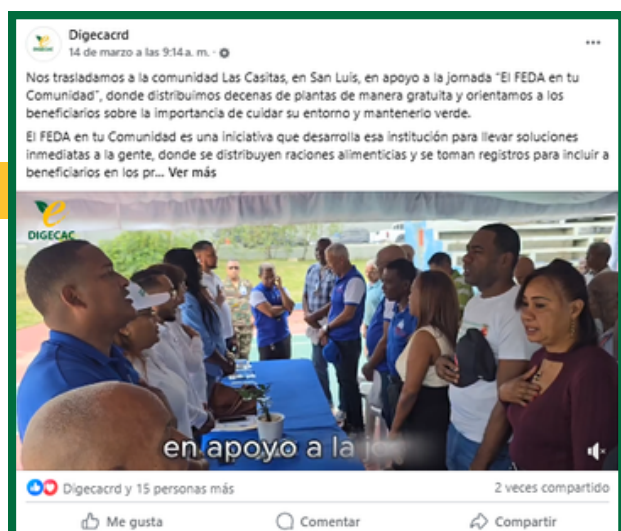 Digecacrd
14 de marzo a las 9:14 a. m. ·
Nos trasladamos a la comunidad Las Casitas, en San Luis, en apoyo a la jornada “El FEDA en tu
Comunidad”, donde distribuimos decenas de plantas de manera gratuita y orientamos a los
beneficiarios sobre la importancia de cuidar su entorno y mantenerlo verde.
El FEDA en tu Comunidad es una iniciativa que desarrolla esa institución para llevar soluciones
inmediatas a la gente, donde se distribuyen raciones alimenticias y se toman registros para incluir a
beneficiarios en los pr... Ver más
DIGECAC
en apoyo a la
Digecacrd y 15 personas más
2 veces compartido
Me gusta
Comentar
Compartir